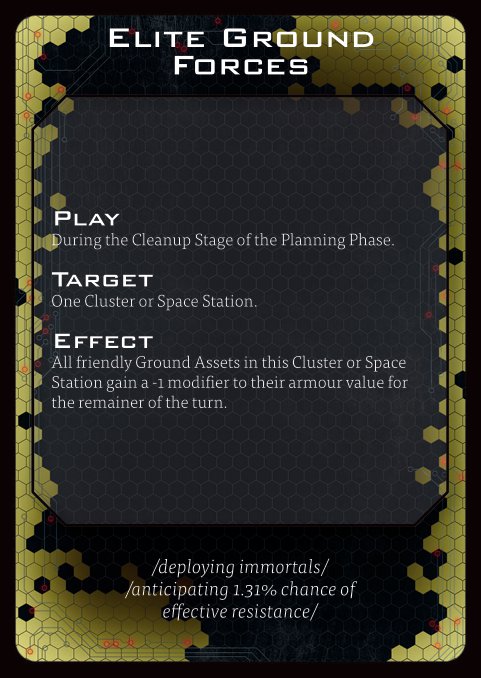 Elite Ground
Forces
Play
During the Cleanup Stage of the Planning Phase.
Target
One Cluster or Space Station.
Effect
All friendly Ground Assets in this Cluster or Space
Station gain a -1 modifier to their armour value for
the remainer of the turn.
/deploying immortals/
/anticipating 1.31% chance of
effective resistance/